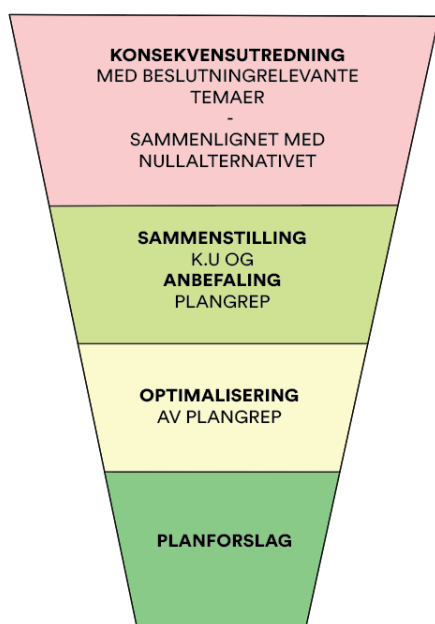 KONSEKVENSUTREDNING
MED BESLUTNINGRELEVANTE
TEMAER
-
SAMMENLIGNET MED
NULLALTERNATIVET
SAMMENSTILLING
K.U OG
ANBEFALING
PLANGREP
OPTIMALISERING
AV PLANGREP
PLANFORSLAG